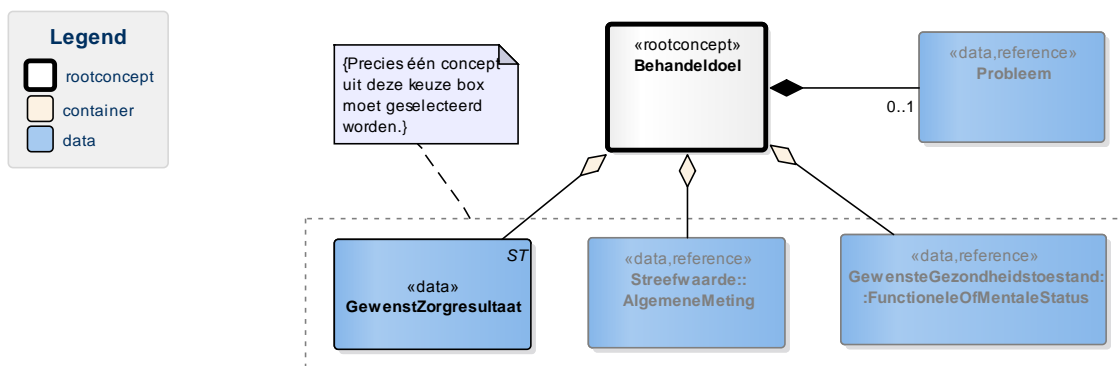 Legend
rootconcept
container
data
{Precies één concept
uit deze keuze box
moet geselecteerd
worden.}
«rootconcept»
Behandeldoel
«data,reference»
Probleem
0..1
ST
«data»
GewenstZorgresultaat
«data,reference»
Streefwaarde::
AlgemeneMeting
«data,reference»
GewensteGezondheidstoestand:
:FunctioneleOfMentaleStatus